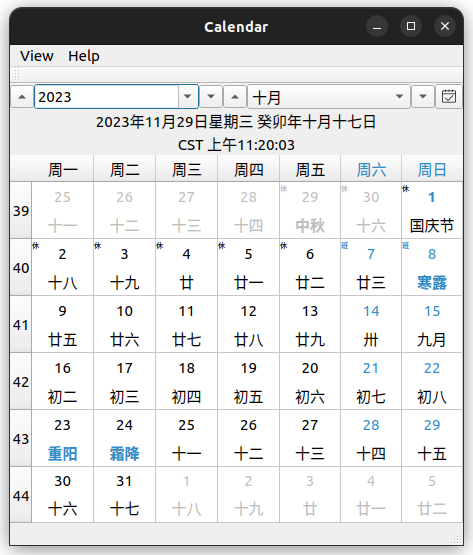 Calendar
View Help
2023 十月
2023年11月29日星期三 癸卯年十月十七日
CST 上午11:20:03
周一 周二 周三 周四 周五 周六 周日
39 25 26 27 28 休 29 休 30 休 1
十一 十二 十三 十四 中秋 十六 国庆节
40 休 2 休 3 休 4 休 5 休 6 班 7 班 8
十八 十九 廿 廿一 廿二 廿三 寒露
41 9 10 11 12 13 14 15
廿五 廿六 廿七 廿八 廿九 卅 九月
42 16 17 18 19 20 21 22
初二 初三 初四 初五 初六 初七 初八
43 23 24 25 26 27 28 29
重阳 霜降 十一 十二 十三 十四 十五
44 30 31 1 2 3 4 5
十六 十七 十八 十九 廿 廿一 廿二